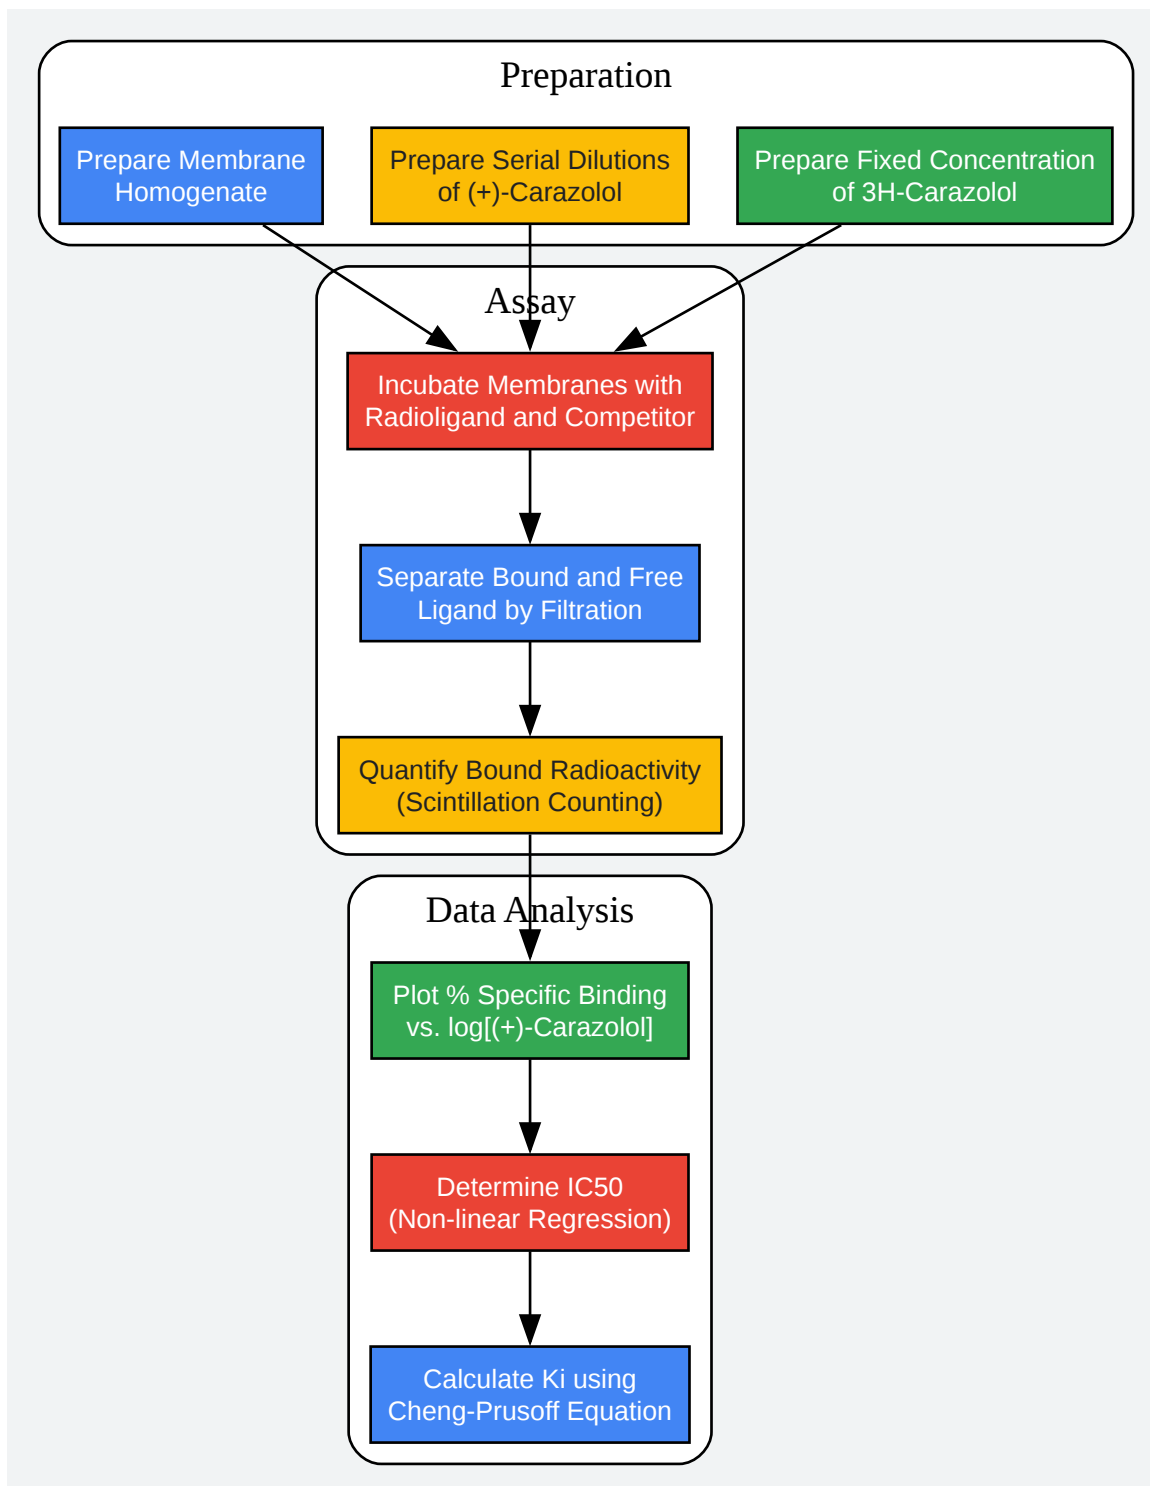 Preparation
Prepare Membrane
Homogenate
Prepare Serial Dilutions
of (+)-Carazolol
Prepare Fixed Concentration
of 3H-Carazolol
Assay
Incubate Membranes with
Radioligand and Competitor
Separate Bound and Free
Ligand by Filtration
Quantify Bound Radioactivity
(Scintillation Counting)
Data Analysis
Plot % Specific Binding
vs. log[(+)-Carazolol]
Determine IC50
(Non-linear Regression)
Calculate Ki using
Cheng-Prusoff Equation